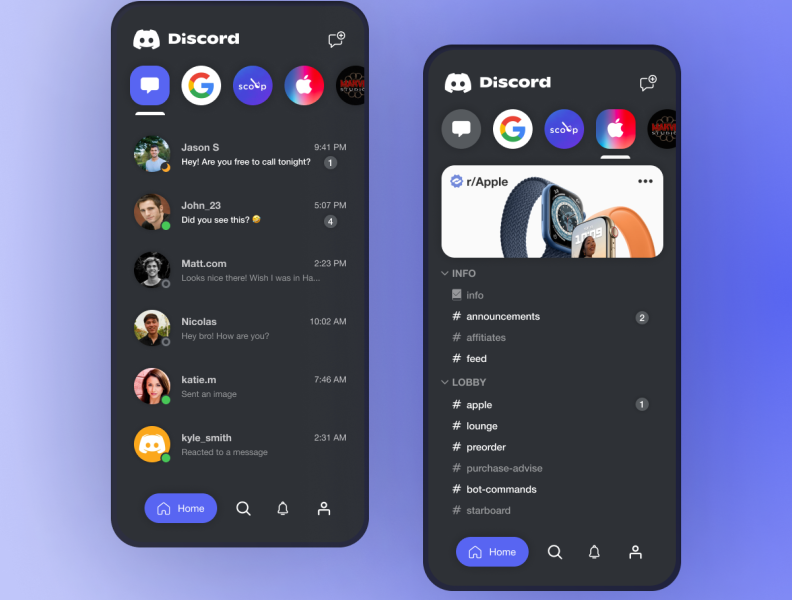 Discord
scoop
Jason S 9:41 PM
Hey! Are you free to call tonight? 1
John_23 5:07 PM
Did you see this? 🤣 4
Matt.com 2:23 PM
Looks nice there! Wish I was in Ha...
Nicolas 10:02 AM
Hey bro! How are you?
katie.m 7:46 AM
Sent an image
kyle_smith 2:31 AM
Reacted to a message
Home
Discord
scoop
r/Apple
10:09
INFO
info
# announcements 2
# affitiates
# feed
LOBBY
# apple 1
# lounge
# preorder
# purchase-advise
# bot-commands
# starboard
Home